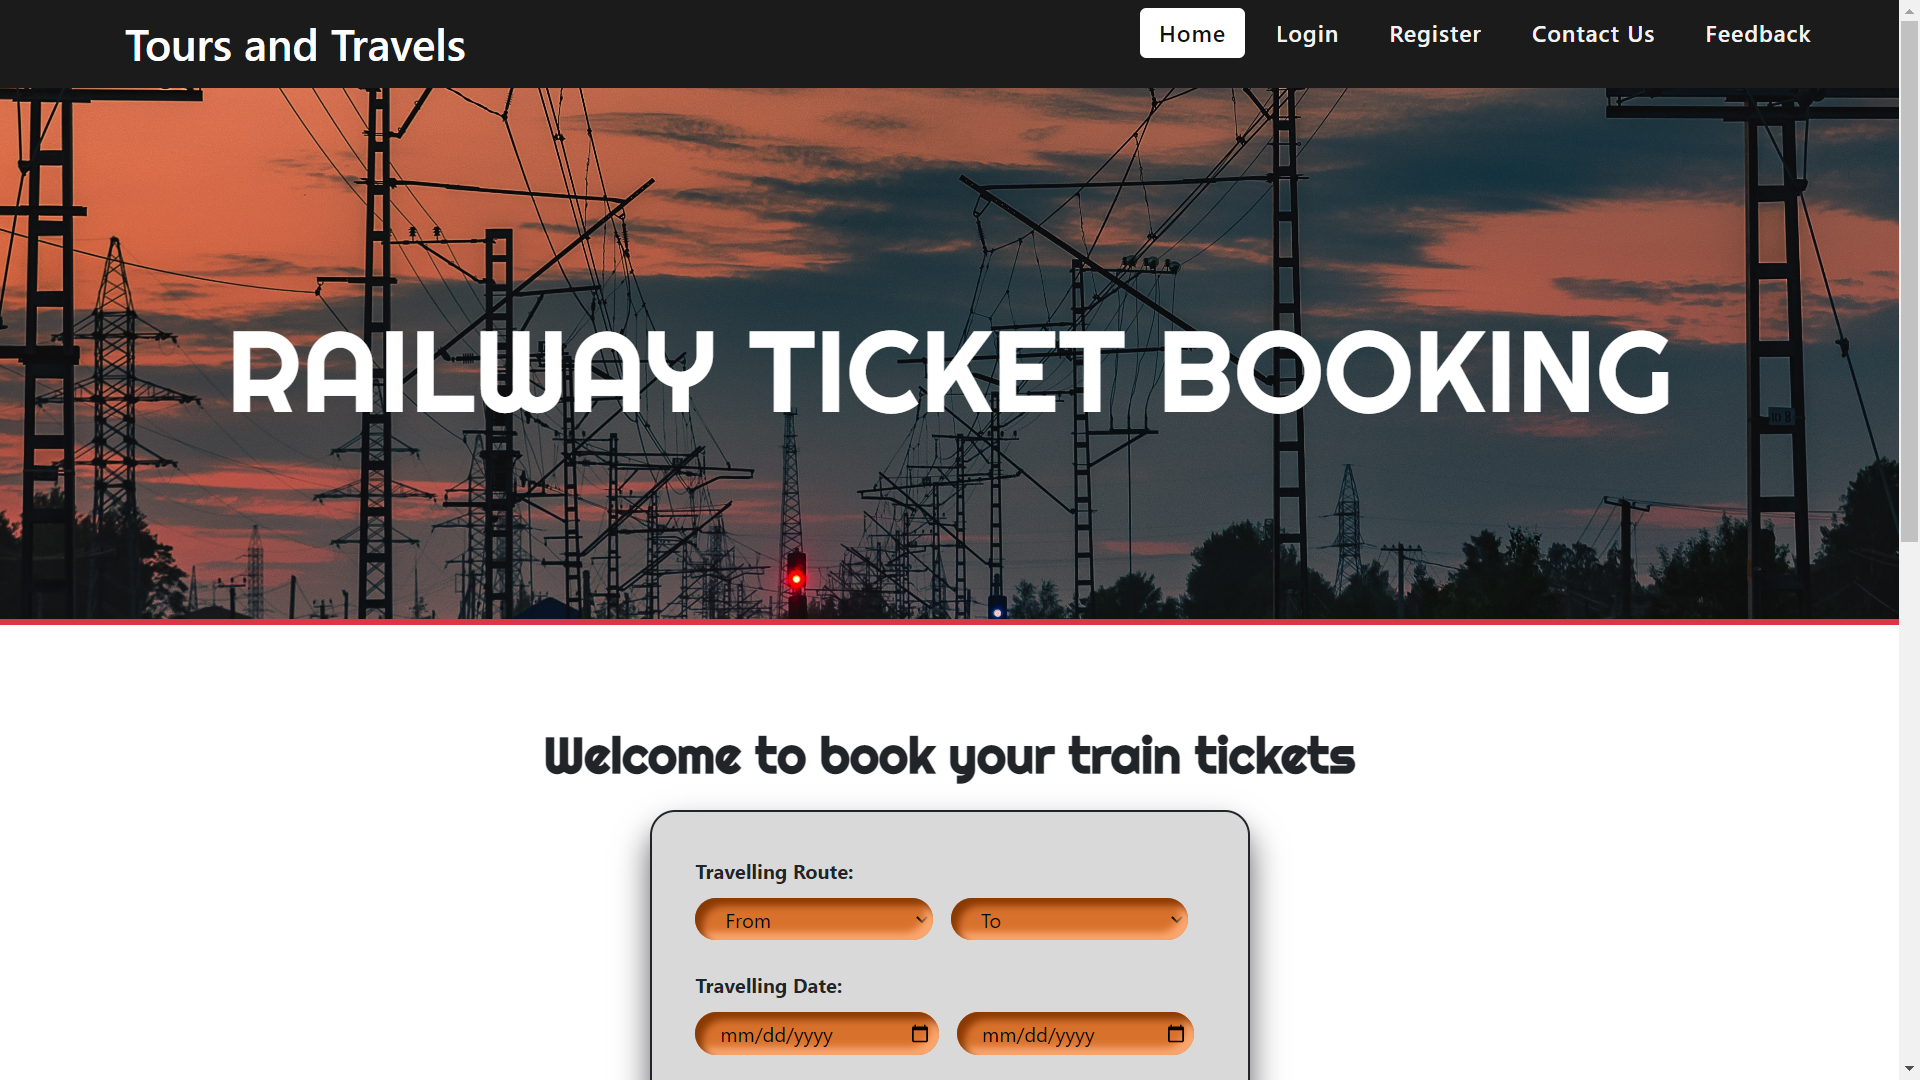 Tours and Travels
Home Login Register Contact Us Feedback
RAILWAY TICKET BOOKING
Welcome to book your train tickets
Travelling Route:
From To
Travelling Date:
mm/dd/yyyy mm/dd/yyyy